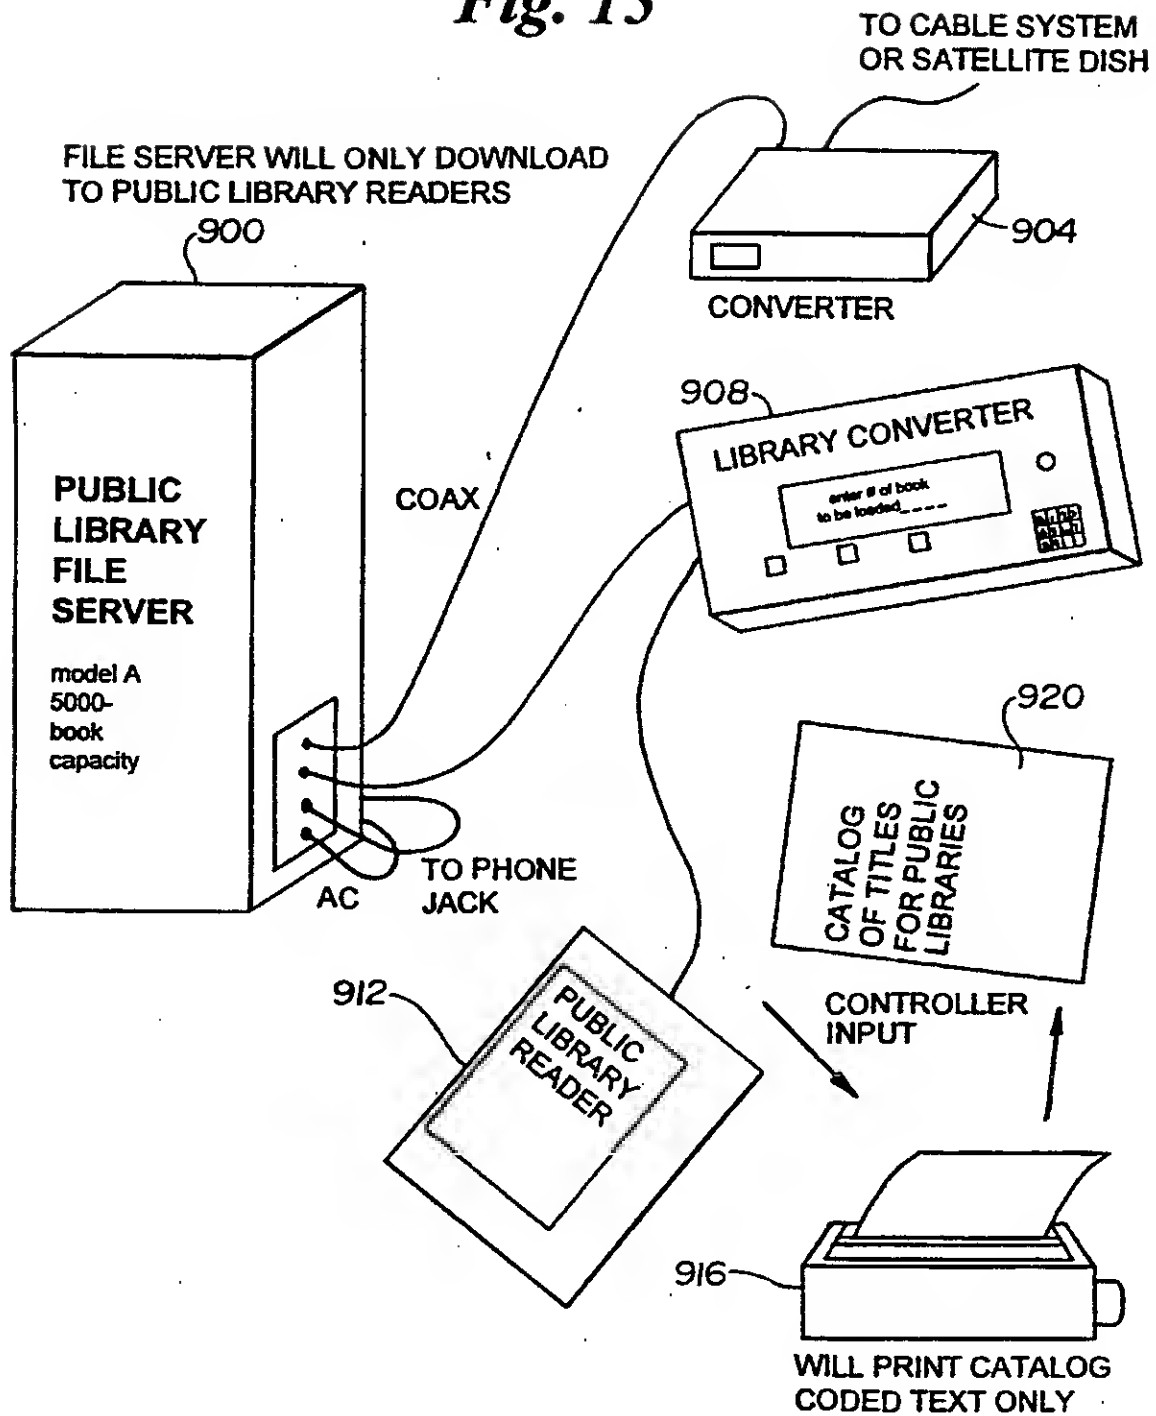 Fig. 15
TO CABLE SYSTEM
OR SATELLITE DISH
FILE SERVER WILL ONLY DOWNLOAD
TO PUBLIC LIBRARY READERS
900
904
CONVERTER
908
LIBRARY CONVERTER
enter # of book
to be loaded_ _ _ _
COAX
PUBLIC
LIBRARY
FILE
SERVER
model A
5000-
book
capacity
920
CATALOG
OF TITLES
FOR PUBLIC
LIBRARIES
TO PHONE
JACK
AC
912
PUBLIC
LIBRARY
READER
CONTROLLER
INPUT
916
WILL PRINT CATALOG
CODED TEXT ONLY